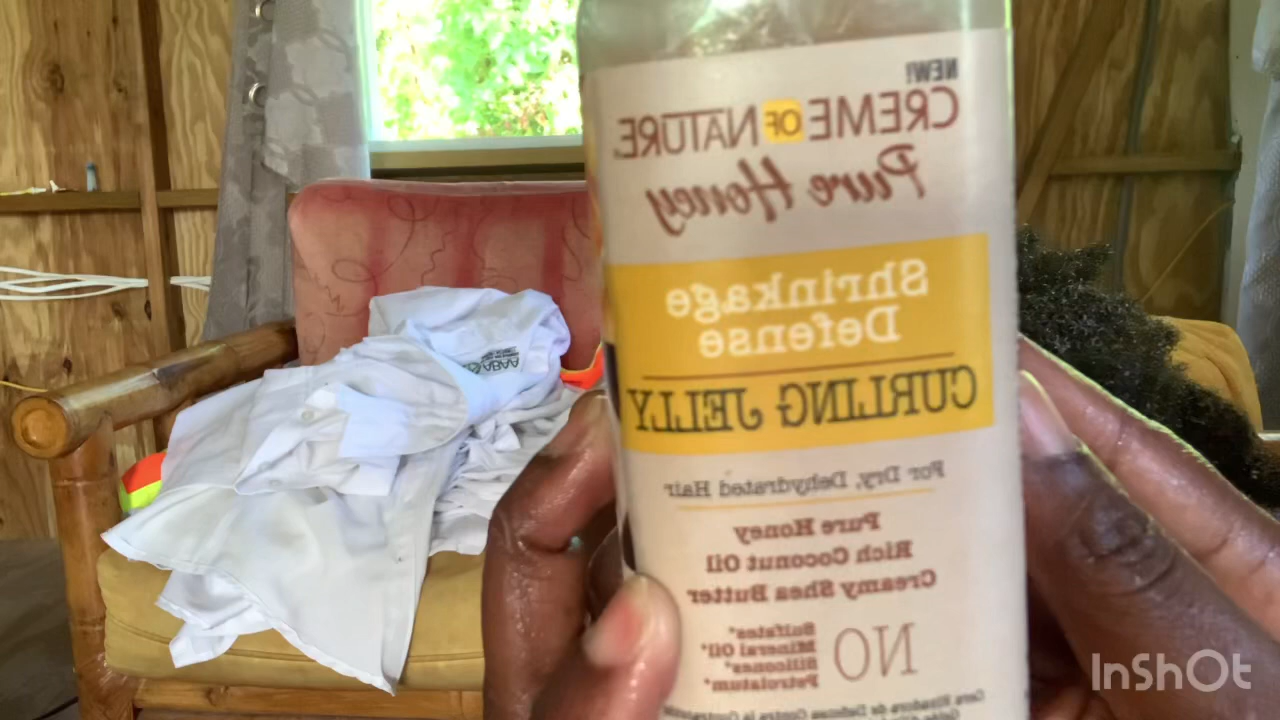 NEW!
CREME OF NATURE
Pure Honey
Shrinkage
Defense
CURLING JELLY
For Dry, Dehydrated Hair
Pure Honey
Rich Coconut Oil
Creamy Shea Butter
NO
Sulfates*
Mineral Oil*
Silicones*
Petrolatum*
AABA
InShOt